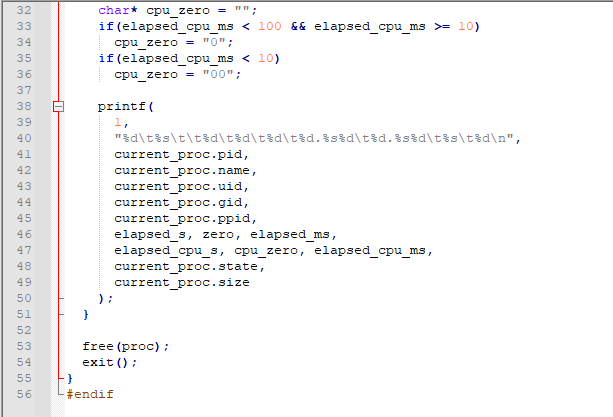 32 char* cpu_zero = "";
33 if(elapsed_cpu_ms < 100 && elapsed_cpu_ms >= 10)
34 cpu_zero = "0";
35 if(elapsed_cpu_ms < 10)
36 cpu_zero = "00";
37
38 printf(
39 1,
40 "%d\t%s\t\t%d\t%d\t%d\t%d.%s%d\t%d.%s%d\t%s\t%d\n",
41 current_proc.pid,
42 current_proc.name,
43 current_proc.uid,
44 current_proc.gid,
45 current_proc.ppid,
46 elapsed_s, zero, elapsed_ms,
47 elapsed_cpu_s, cpu_zero, elapsed_cpu_ms,
48 current_proc.state,
49 current_proc.size
50 );
51 }
52
53 free(proc);
54 exit();
55 }
56 #endif